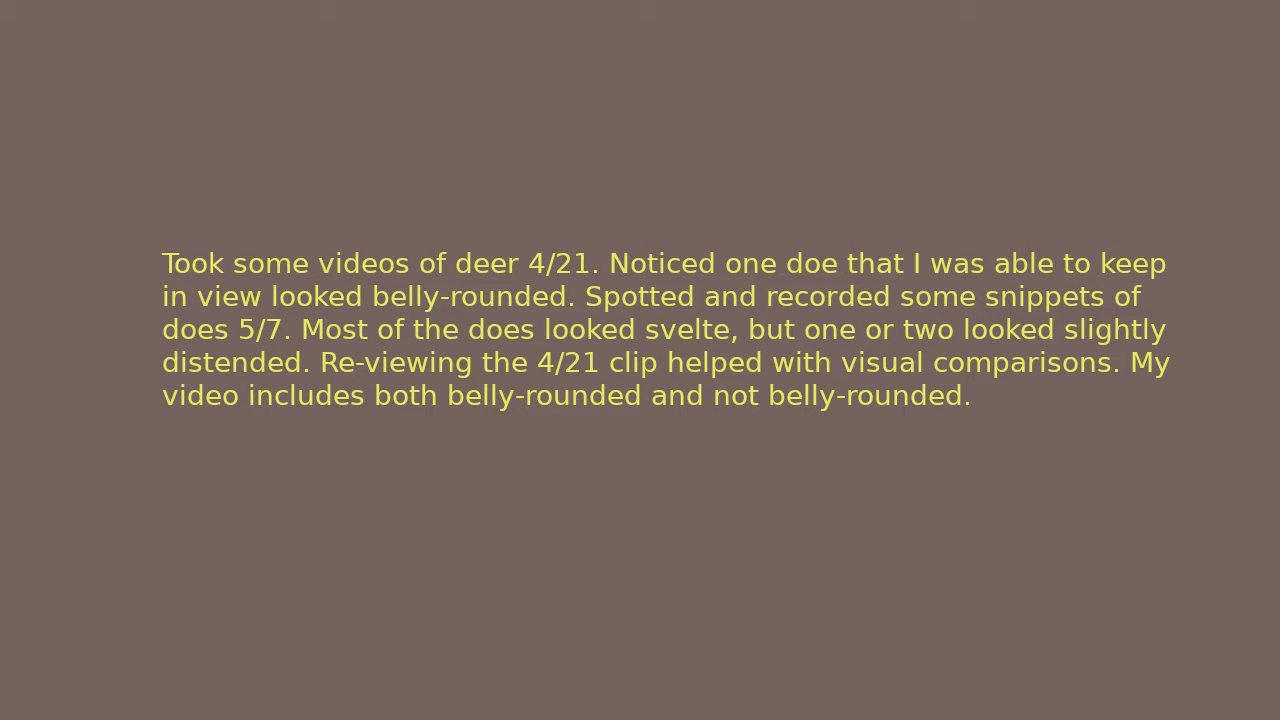 Took some videos of deer 4/21. Noticed one doe that I was able to keep
in view looked belly-rounded. Spotted and recorded some snippets of
does 5/7. Most of the does looked svelte, but one or two looked slightly
distended. Re-viewing the 4/21 clip helped with visual comparisons. My
video includes both belly-rounded and not belly-rounded.